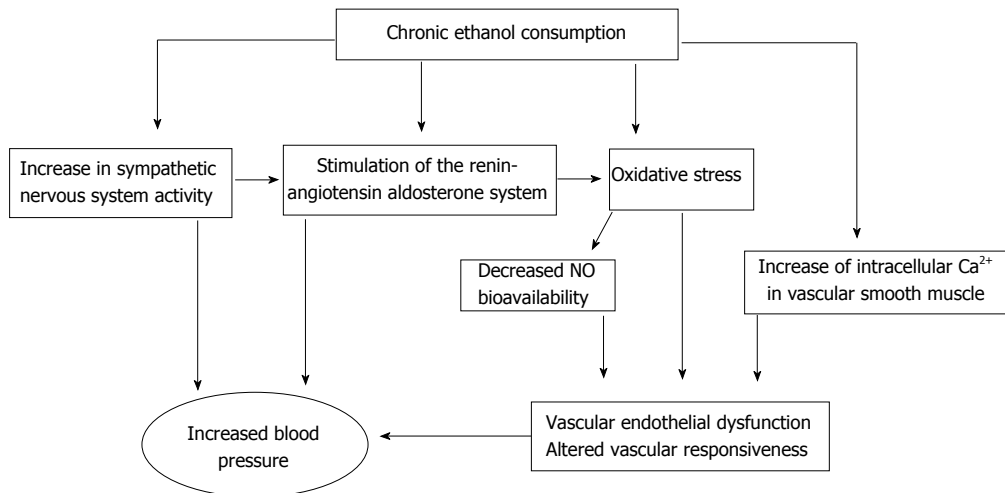 Chronic ethanol consumption
Increase in sympathetic
nervous system activity
Stimulation of the renin-
angiotensin aldosterone system
Oxidative stress
Decreased NO
bioavailability
Increase of intracellular Ca²⁺
in vascular smooth muscle
Increased blood
pressure
Vascular endothelial dysfunction
Altered vascular responsiveness